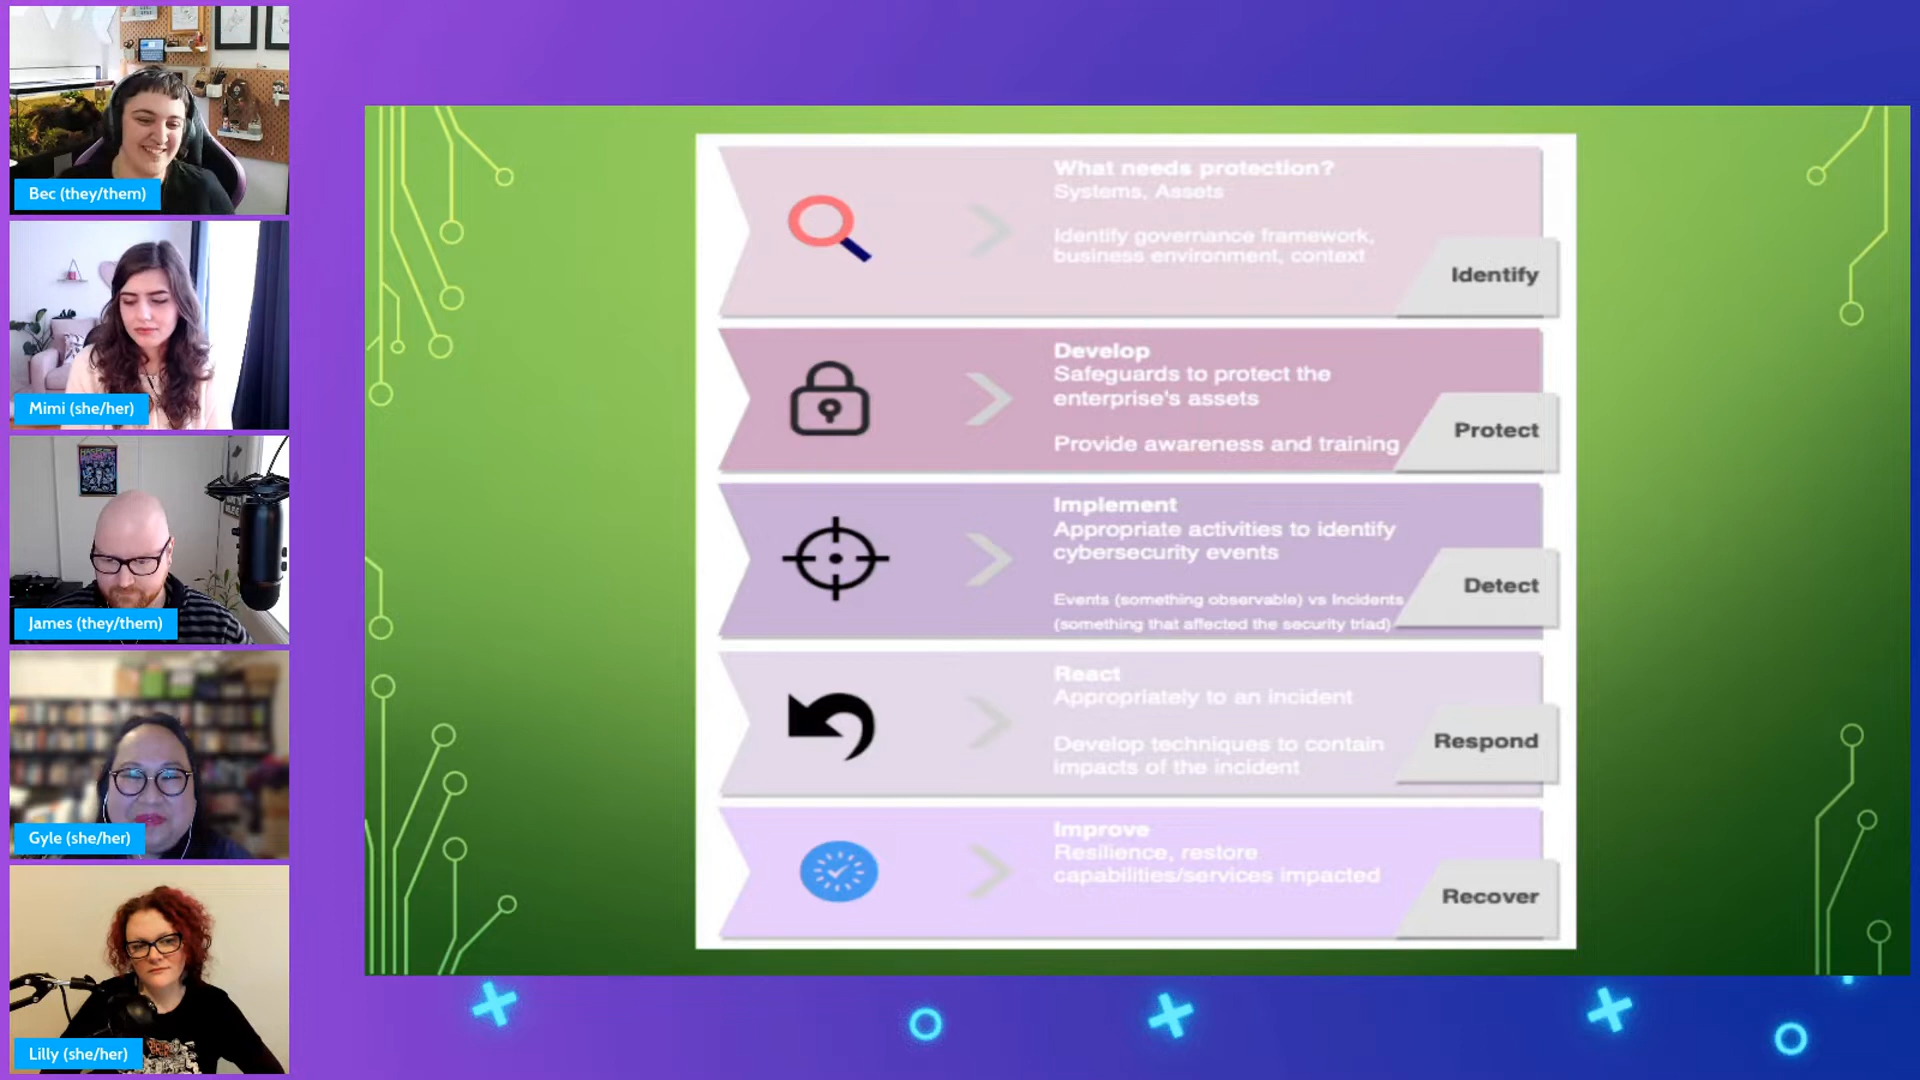 Bec (they/them)
Mimi (she/her)
James (they/them)
Gyle (she/her)
Lilly (she/her)
What needs protection?
Systems, Assets
Identify governance framework,
business environment, context
Identify
Develop
Safeguards to protect the
enterprise's assets
Provide awareness and training
Protect
Implement
Appropriate activities to identify
cybersecurity events
Events (something observable) vs Incidents
(something that affected the security triad)
Detect
React
Appropriately to an incident
Develop techniques to contain
impacts of the incident
Respond
Improve
Resilience, restore
capabilities/services impacted
Recover